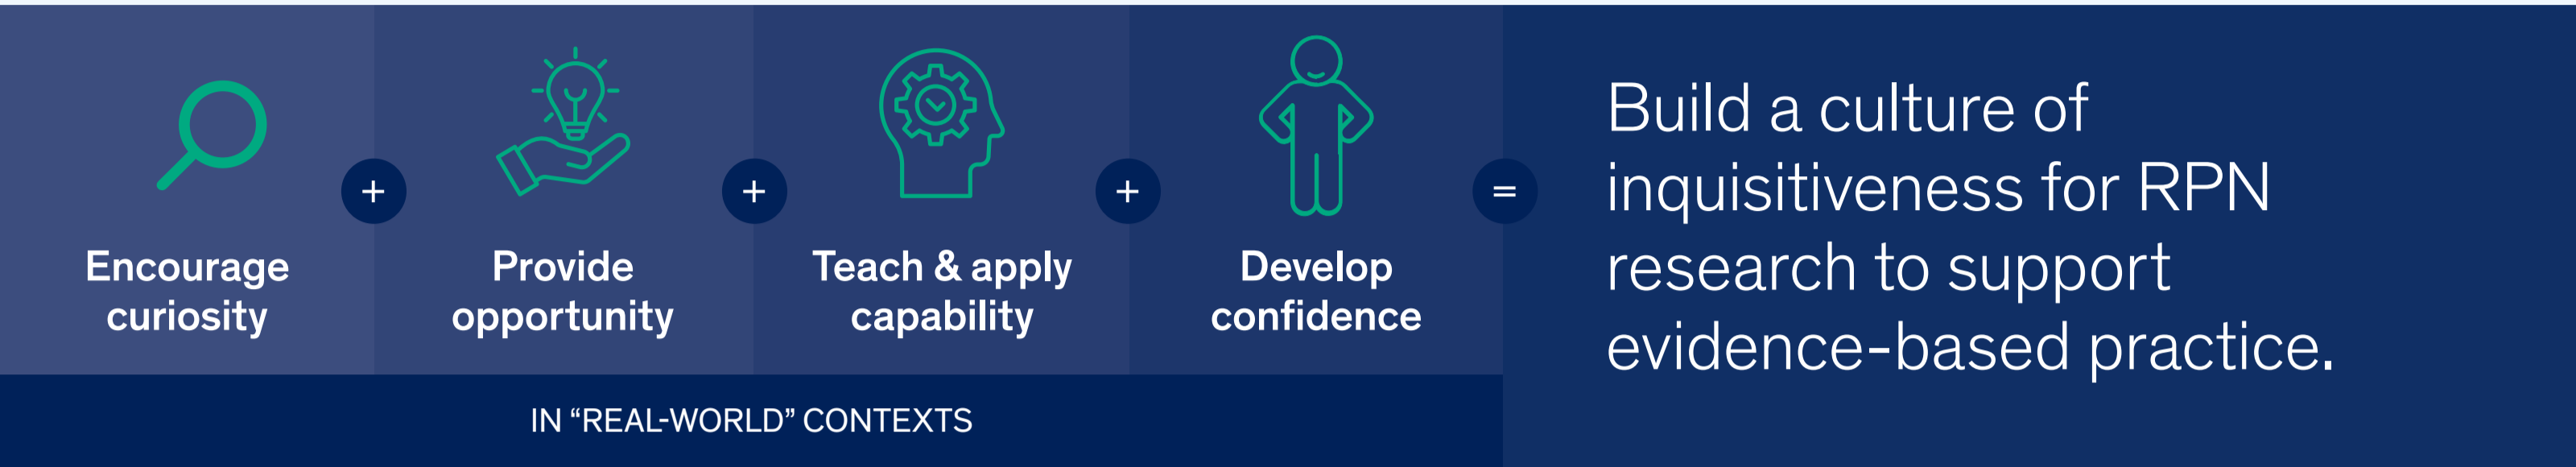 Encourage
curiosity
+
Provide
opportunity
+
Teach & apply
capability
+
Develop
confidence
=
IN “REAL-WORLD” CONTEXTS
Build a culture of
inquisitiveness for RPN
research to support
evidence-based practice.